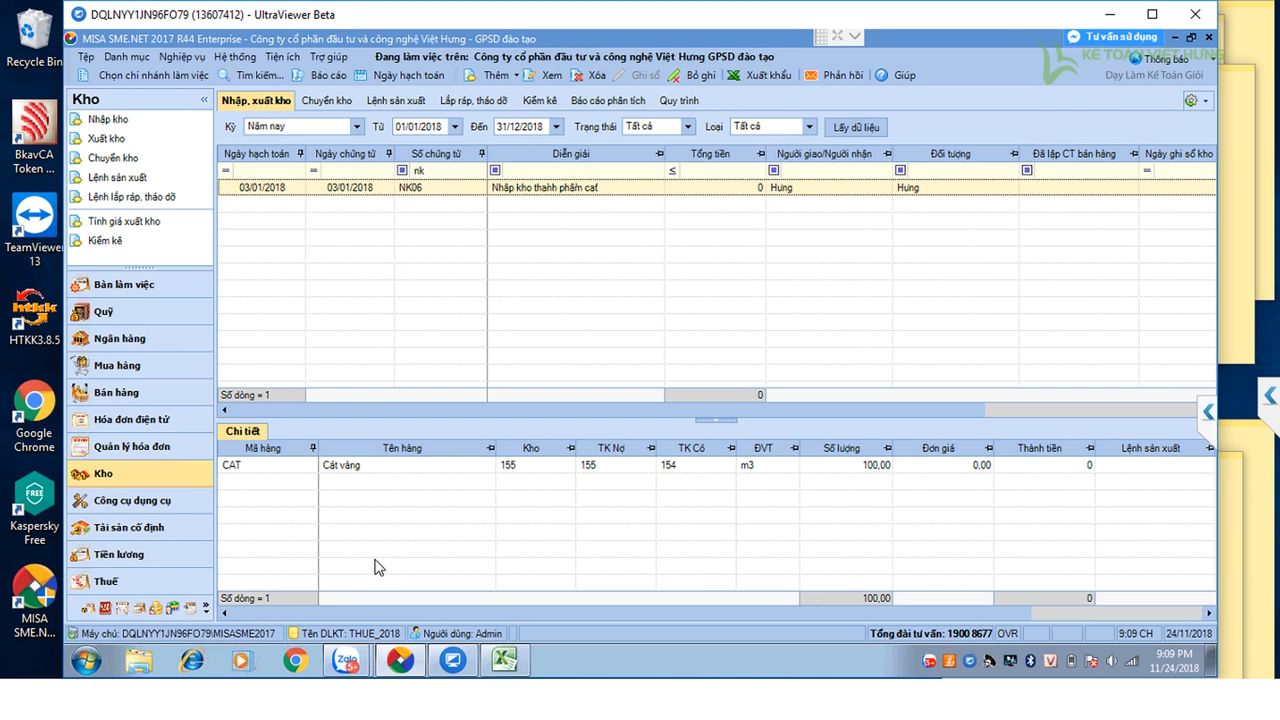 DQLNYY1JN96FO79 (13607412) - UltraViewer Beta
Recycle Bin
BkavCA
Token ...
TeamViewer
13
HTKK3.8.5
Google
Chrome
Kaspersky
Free
MISA
SME.N...
MISA SME.NET 2017 R44 Enterprise - Công ty cổ phần đầu tư và công nghệ Việt Hưng - GPSD đào tạo
Tư vấn sử dụng
KẾ TOÁN VIỆT HƯNG
Dạy Làm Kế Toán Giỏi
Tệp Danh mục Nghiệp vụ Hệ thống Tiện ích Trợ giúp Đang làm việc trên: Công ty cổ phần đầu tư và công nghệ Việt Hưng GPSD đào tạo Thông báo
Chọn chi nhánh làm việc Tìm kiếm... Báo cáo Ngày hạch toán Thêm Xem Xóa Ghi sổ Bỏ ghi Xuất khẩu Phản hồi Giúp
Kho
Nhập kho
Xuất kho
Chuyển kho
Lệnh sản xuất
Lệnh lắp ráp, tháo dỡ
Tính giá xuất kho
Kiểm kê
Bàn làm việc
Quỹ
Ngân hàng
Mua hàng
Bán hàng
Hóa đơn điện tử
Quản lý hóa đơn
Kho
Công cụ dụng cụ
Tài sản cố định
Tiền lương
Thuế
Nhập, xuất kho Chuyển kho Lệnh sản xuất Lắp ráp, tháo dỡ Kiểm kê Báo cáo phân tích Quy trình
Kỳ Năm nay Từ 01/01/2018 Đến 31/12/2018 Trạng thái Tất cả Loại Tất cả Lấy dữ liệu
Ngày hạch toán Ngày chứng từ Số chứng từ Diễn giải Tổng tiền Người giao/Người nhận Đối tượng Đã lập CT bán hàng Ngày ghi sổ kho
= = nk ≤ =
03/01/2018 03/01/2018 NK06 Nhập kho thành phẩm cat 0 Hưng Hưng
Số dòng = 1 0
Chi tiết
Mã hàng Tên hàng Kho TK Nợ TK Có ĐVT Số lượng Đơn giá Thành tiền Lệnh sản xuất
CAT Cát vàng 155 155 154 m3 100,00 0,00 0
Số dòng = 1 100,00 0
Máy chủ: DQLNYY1JN96FO79\MISASME2017 Tên DLKT: THUE_2018 Người dùng: Admin Tổng đài tư vấn: 1900 8677 OVR 9:09 CH 24/11/2018
Zalo 5+
9:09 PM
11/24/2018